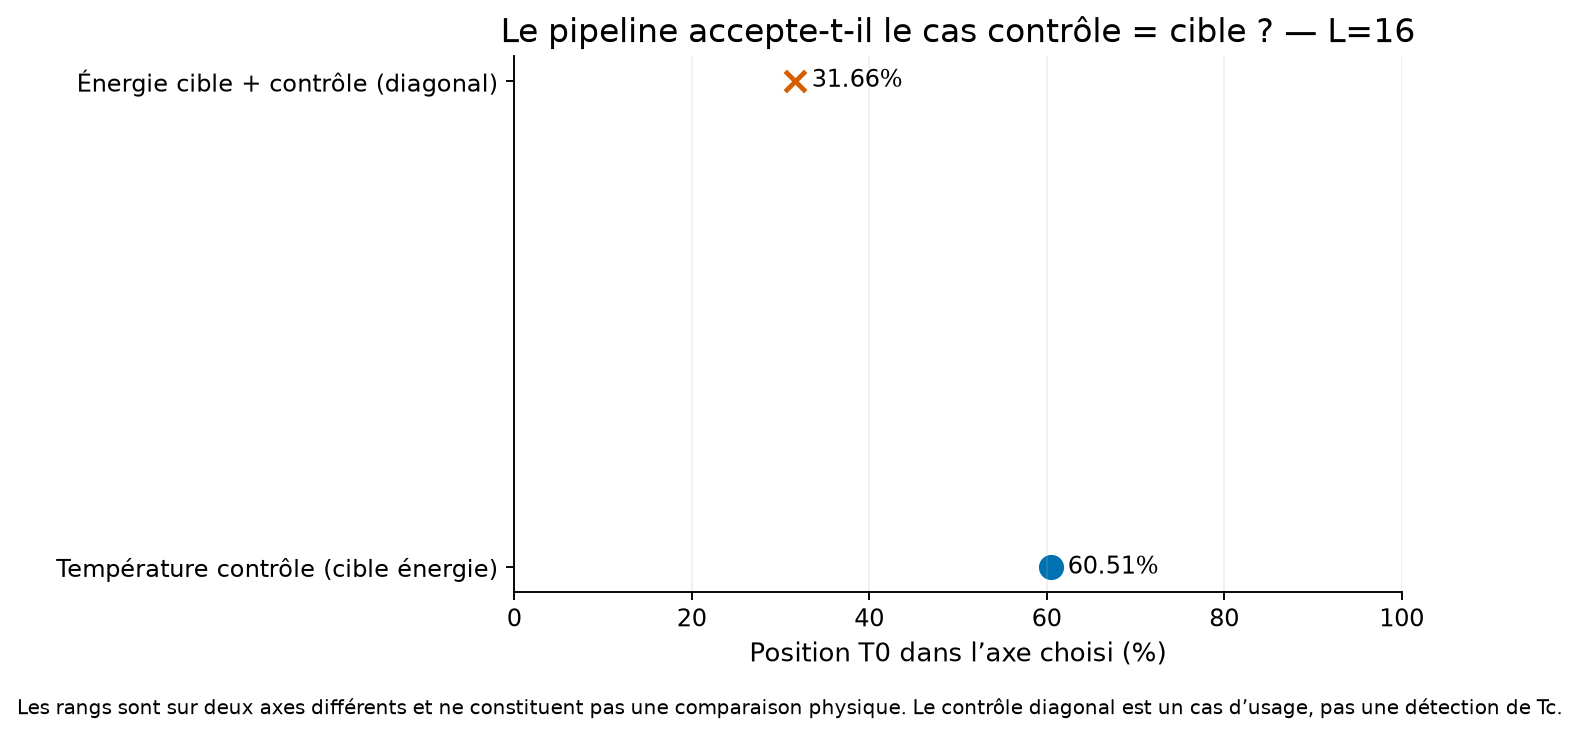 Le pipeline accepte-t-il le cas contrôle = cible ? — L=16
Énergie cible + contrôle (diagonal)
31.66%
Température contrôle (cible énergie)
60.51%
0 20 40 60 80 100
Position T0 dans l’axe choisi (%)
Les rangs sont sur deux axes différents et ne constituent pas une comparaison physique. Le contrôle diagonal est un cas d’usage, pas une détection de Tc.